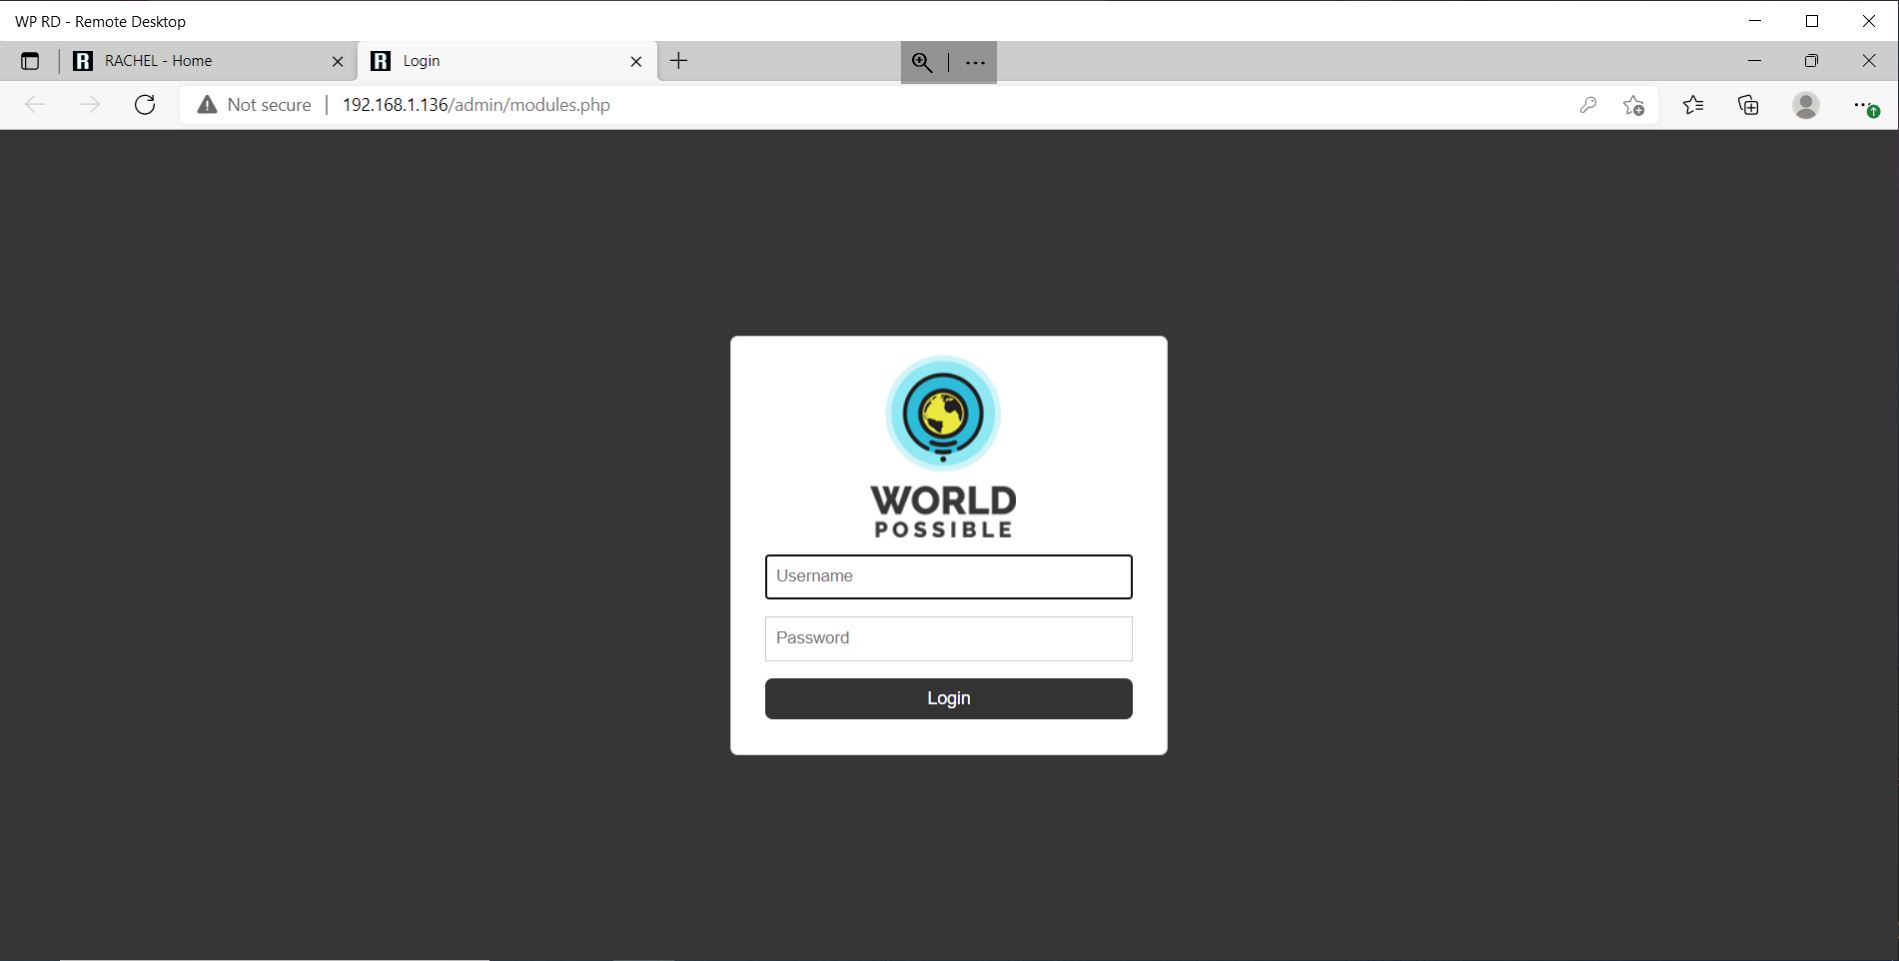 WP RD - Remote Desktop
R RACHEL - Home
R Login
Not secure | 192.168.1.136/admin/modules.php
WORLD
POSSIBLE
Username
Password
Login